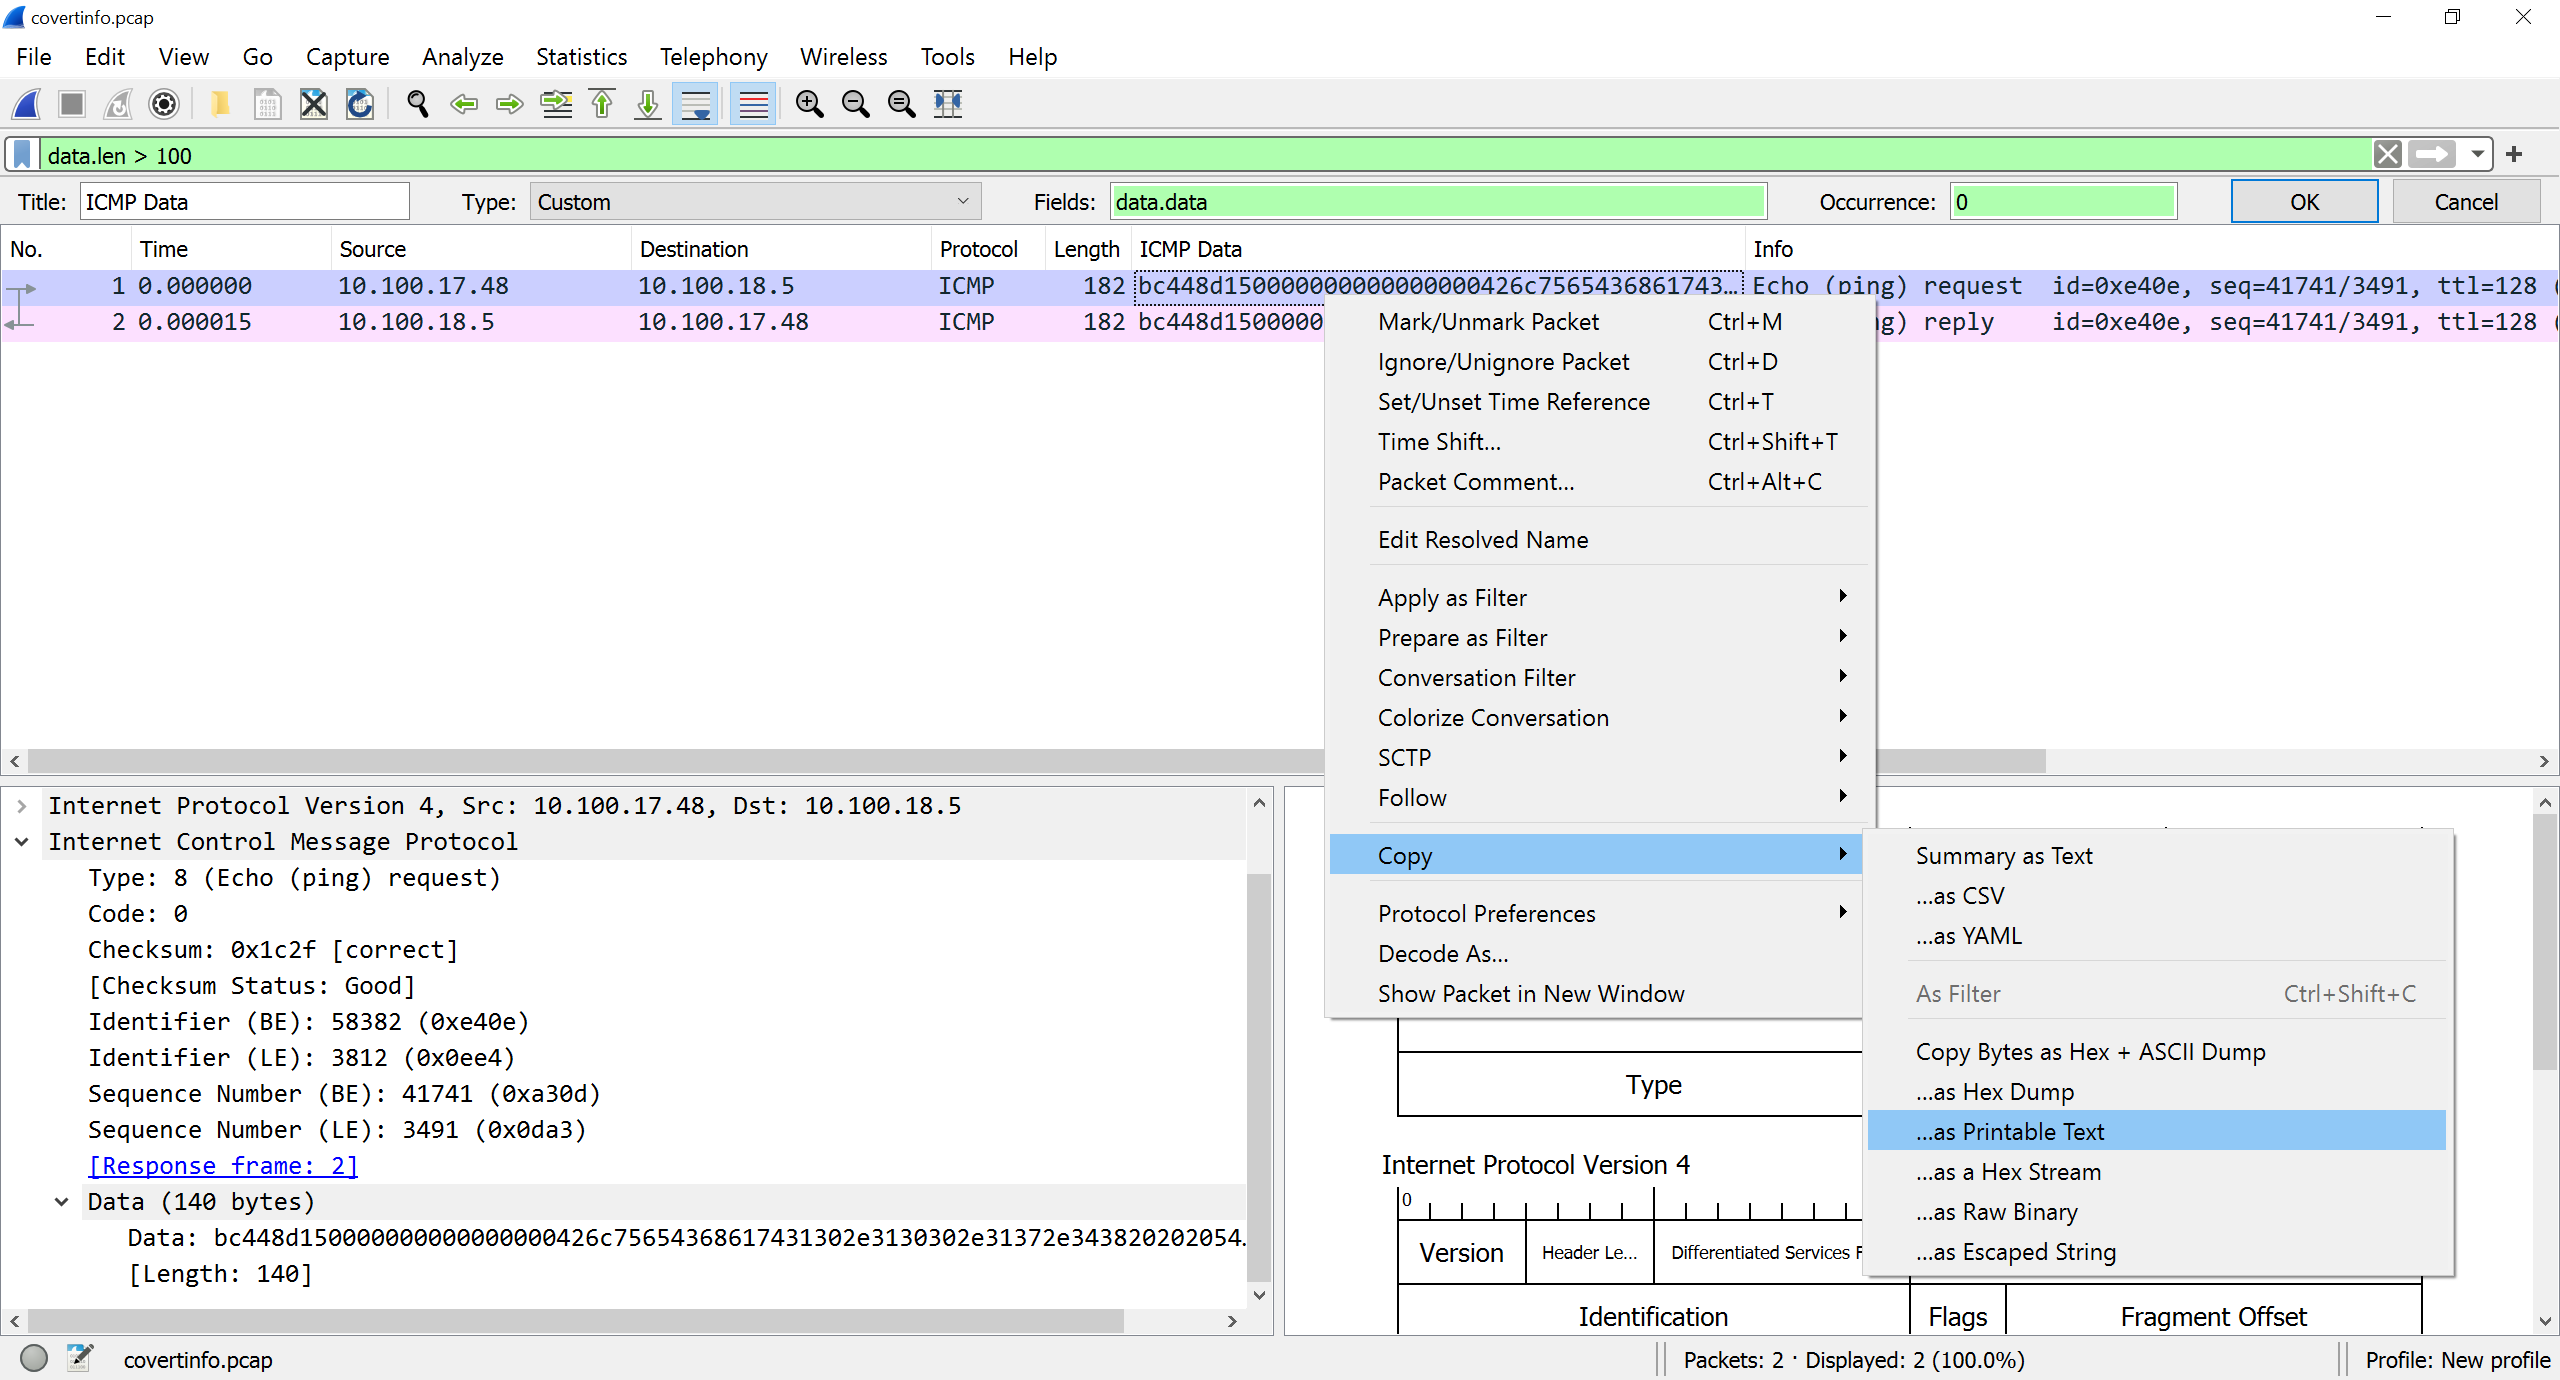 covertinfo.pcap
File Edit View Go Capture Analyze Statistics Telephony Wireless Tools Help
data.len > 100
Title: ICMP Data Type: Custom Fields: data.data Occurrence: 0 OK Cancel
No. Time Source Destination Protocol Length ICMP Data Info
1 0.000000 10.100.17.48 10.100.18.5 ICMP 182 bc448d150000000000000000426c756543686174 3… Echo (ping) request id=0xe40e, seq=41741/3491, ttl=128 (
2 0.000015 10.100.18.5 10.100.17.48 ICMP 182 bc448d1500000 ng) reply id=0xe40e, seq=41741/3491, ttl=128 (
Mark/Unmark Packet Ctrl+M
Ignore/Unignore Packet Ctrl+D
Set/Unset Time Reference Ctrl+T
Time Shift... Ctrl+Shift+T
Packet Comment... Ctrl+Alt+C
Edit Resolved Name
Apply as Filter
Prepare as Filter
Conversation Filter
Colorize Conversation
SCTP
Follow
Copy
Protocol Preferences
Decode As...
Show Packet in New Window
Summary as Text
...as CSV
...as YAML
As Filter Ctrl+Shift+C
Copy Bytes as Hex + ASCII Dump
...as Hex Dump
...as Printable Text
...as a Hex Stream
...as Raw Binary
...as Escaped String
Internet Protocol Version 4, Src: 10.100.17.48, Dst: 10.100.18.5
Internet Control Message Protocol
Type: 8 (Echo (ping) request)
Code: 0
Checksum: 0x1c2f [correct]
[Checksum Status: Good]
Identifier (BE): 58382 (0xe40e)
Identifier (LE): 3812 (0x0ee4)
Sequence Number (BE): 41741 (0xa30d)
Sequence Number (LE): 3491 (0x0da3)
[Response frame: 2]
Data (140 bytes)
Data: bc448d150000000000000000426c75654368617431302e3130302e31372e343820202054…
[Length: 140]
Type
Internet Protocol Version 4
0
Version Header Le... Differentiated Services F
Identification Flags Fragment Offset
covertinfo.pcap Packets: 2 · Displayed: 2 (100.0%) Profile: New profile